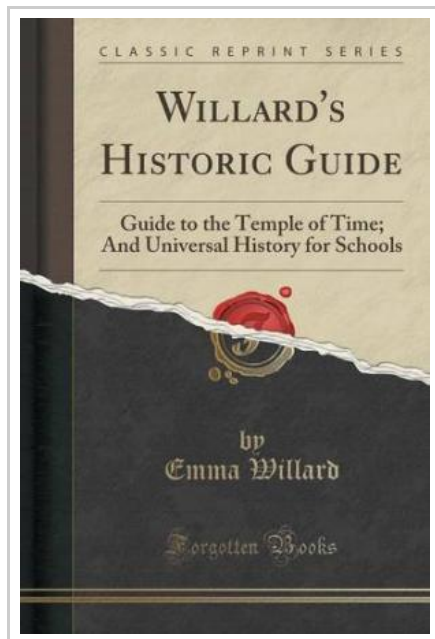 CLASSIC REPRINT SERIES
WILLARD'S
HISTORIC GUIDE
Guide to the Temple of Time;
And Universal History for Schools
by
Emma Willard
Forgotten Books